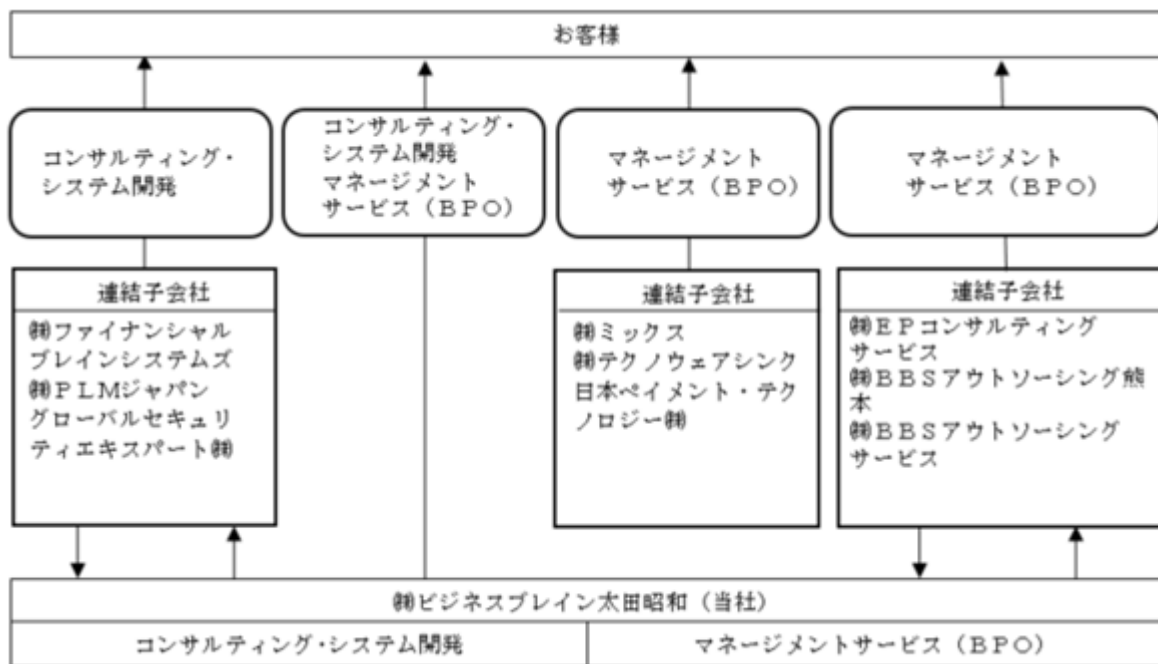 お客様
コンサルティング・
システム開発
コンサルティング・
システム開発
マネージメント
サービス(BPO)
マネージメント
サービス(BPO)
マネージメント
サービス(BPO)
連結子会社
㈱ファイナンシャル
ブレインシステムズ
㈱PLMジャパン
グローバルセキュリ
ティエキスパート㈱
連結子会社
㈱ミックス
㈱テクノウェアシンク
日本ペイメント・テク
ノロジー㈱
連結子会社
㈱EPコンサルティング
サービス
㈱BBSアウトソーシング熊
本
㈱BBSアウトソーシング
サービス
㈱ビジネスブレイン太田昭和(当社)
コンサルティング・システム開発
マネージメントサービス(BPO)